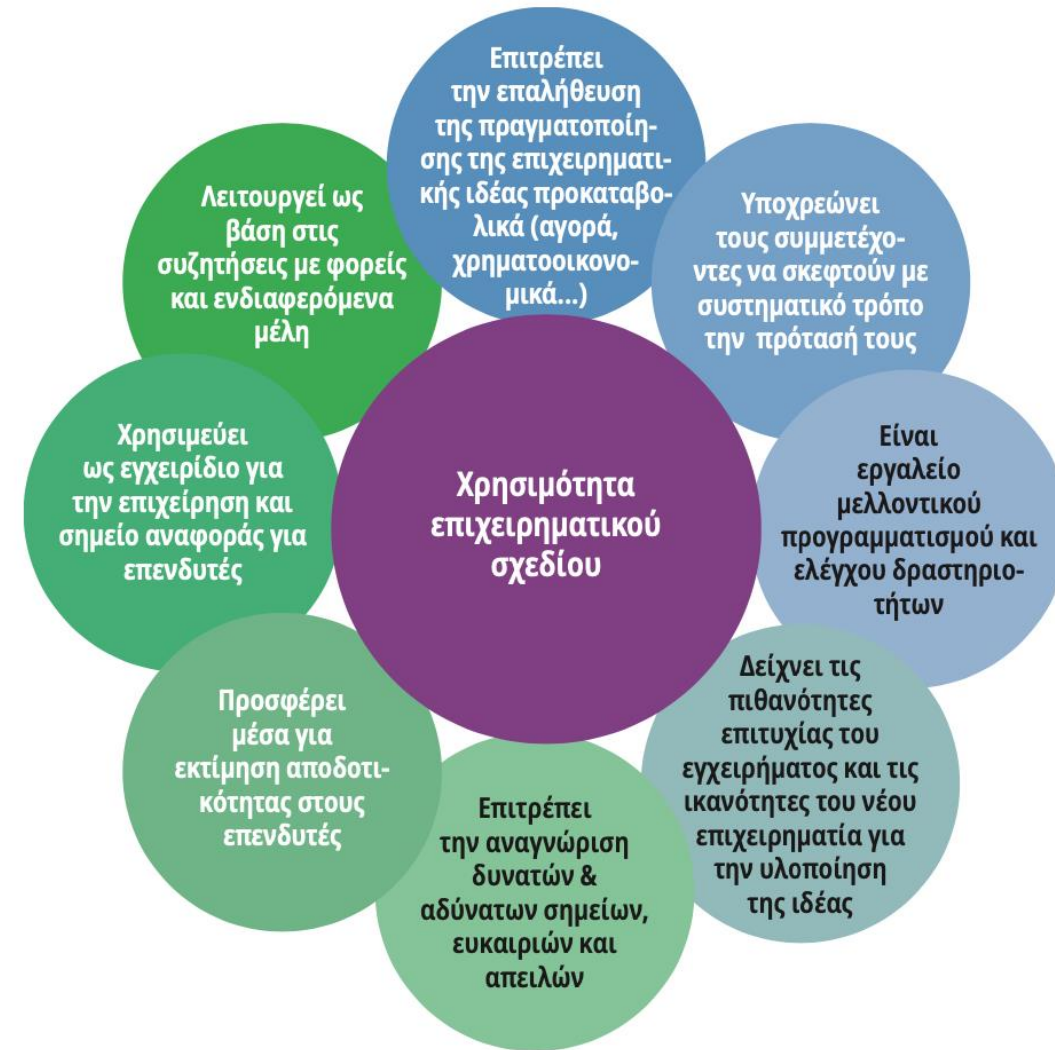 Επιτρέπει
την επαλήθευση
της πραγματοποίη-
σης της επιχειρηματι-
κής ιδέας προκαταβο-
λικά (αγορά,
χρηματοοικονο-
μικά...)
Υποχρεώνει
τους συμμετέχο-
ντες να σκεφτούν με
συστηματικό τρόπο
την πρότασή τους
Είναι
εργαλείο
μελλοντικού
προγραμματισμού και
ελέγχου δραστηριο-
τήτων
Δείχνει τις
πιθανότητες
επιτυχίας του
εγχειρήματος και τις
ικανότητες του νέου
επιχειρηματία για
την υλοποίηση
της ιδέας
Επιτρέπει
την αναγνώριση
δυνατών &
αδύνατων σημείων,
ευκαιριών και
απειλών
Προσφέρει
μέσα για
εκτίμηση αποδοτι-
κότητας στους
επενδυτές
Χρησιμεύει
ως εγχειρίδιο για
την επιχείρηση και
σημείο αναφοράς για
επενδυτές
Λειτουργεί ως
βάση στις
συζητήσεις με φορείς
και ενδιαφερόμενα
μέλη
Χρησιμότητα
επιχειρηματικού
σχεδίου